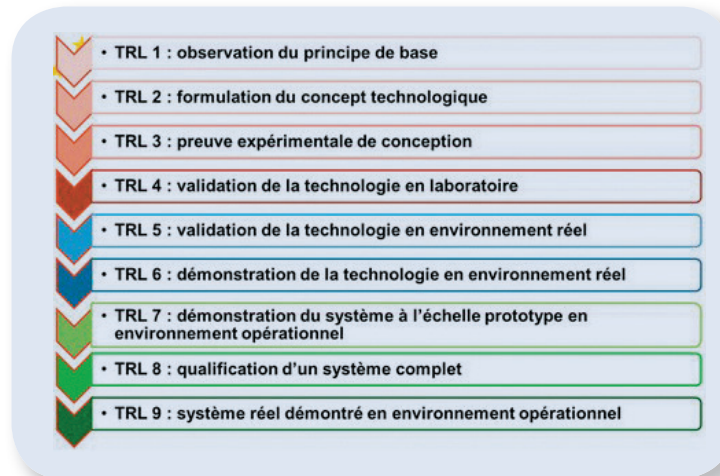 • TRL 1 : observation du principe de base
• TRL 2 : formulation du concept technologique
• TRL 3 : preuve expérimentale de conception
• TRL 4 : validation de la technologie en laboratoire
• TRL 5 : validation de la technologie en environnement réel
• TRL 6 : démonstration de la technologie en environnement réel
• TRL 7 : démonstration du système à l’échelle prototype en
environnement opérationnel
• TRL 8 : qualification d’un système complet
• TRL 9 : système réel démontré en environnement opérationnel